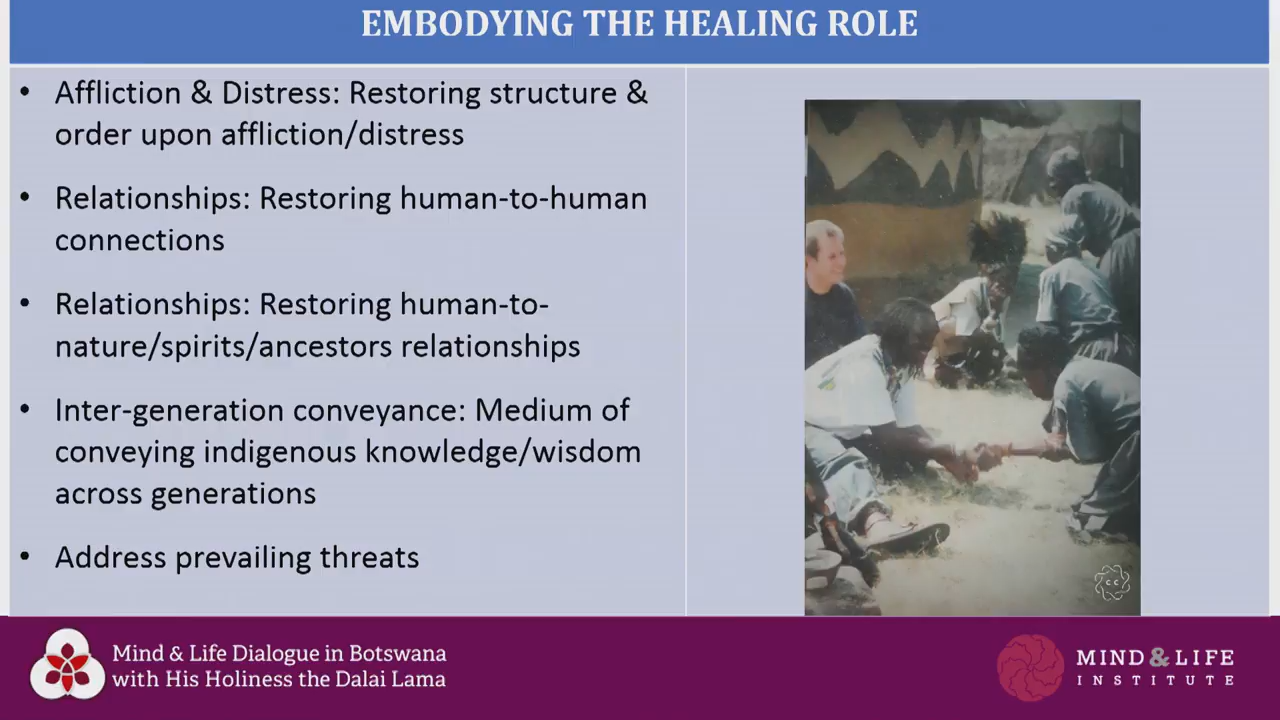 EMBODYING THE HEALING ROLE
• Affliction & Distress: Restoring structure &
order upon affliction/distress
• Relationships: Restoring human-to-human
connections
• Relationships: Restoring human-to-
nature/spirits/ancestors relationships
• Inter-generation conveyance: Medium of
conveying indigenous knowledge/wisdom
across generations
• Address prevailing threats
cc
Mind & Life Dialogue in Botswana
with His Holiness the Dalai Lama
MIND & LIFE
INSTITUTE